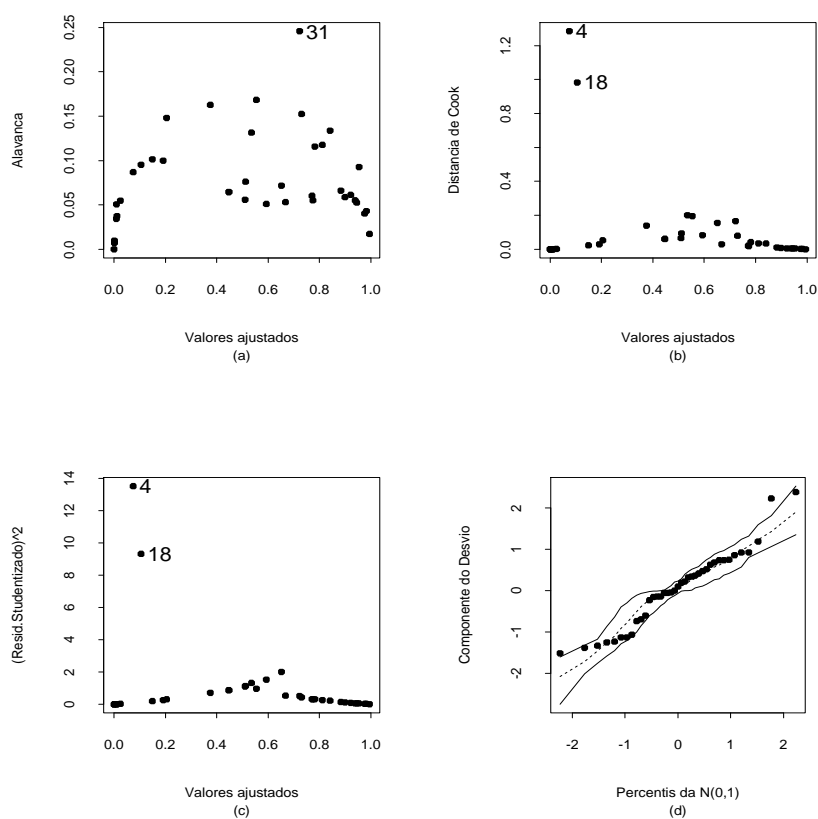 Alavanca
0.0 0.05 0.10 0.15 0.20 0.25
31
0.0 0.2 0.4 0.6 0.8 1.0
Valores ajustados
(a)
Distancia de Cook
0.0 0.4 0.8 1.2
4
18
0.0 0.2 0.4 0.6 0.8 1.0
Valores ajustados
(b)
(Resid.Studentizado)^2
0 2 4 6 8 10 12 14
4
18
0.0 0.2 0.4 0.6 0.8 1.0
Valores ajustados
(c)
Componente do Desvio
-2 -1 0 1 2
-2 -1 0 1 2
Percentis da N(0,1)
(d)